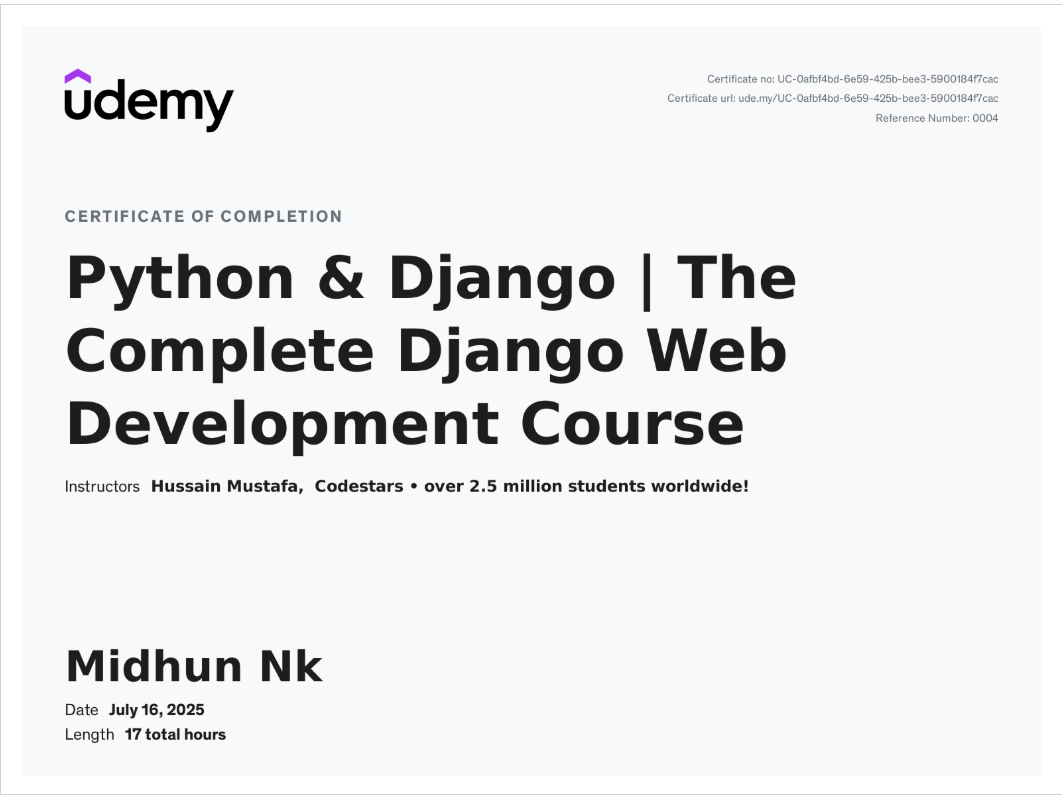 udemy
Certificate no: UC-0afbf4bd-6e59-425b-bee3-5900184f7cac
Certificate url: ude.my/UC-0afbf4bd-6e59-425b-bee3-5900184f7cac
Reference Number: 0004
CERTIFICATE OF COMPLETION
Python & Django | The
Complete Django Web
Development Course
Instructors Hussain Mustafa, Codestars • over 2.5 million students worldwide!
Midhun Nk
Date July 16, 2025
Length 17 total hours